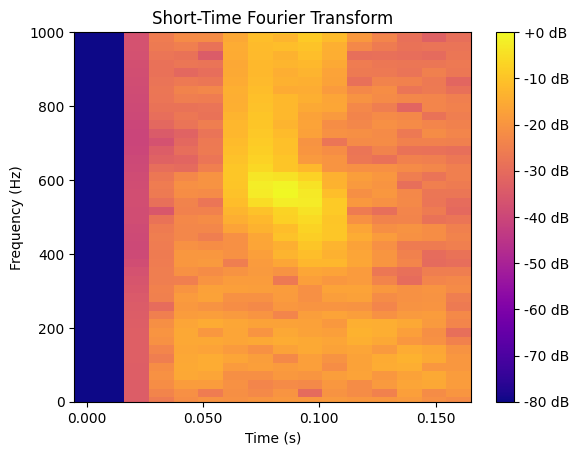 Short-Time Fourier Transform
1000
800
600
400
200
0
Frequency (Hz)
0.000
0.050
0.100
0.150
Time (s)
+0 dB
-10 dB
-20 dB
-30 dB
-40 dB
-50 dB
-60 dB
-70 dB
-80 dB